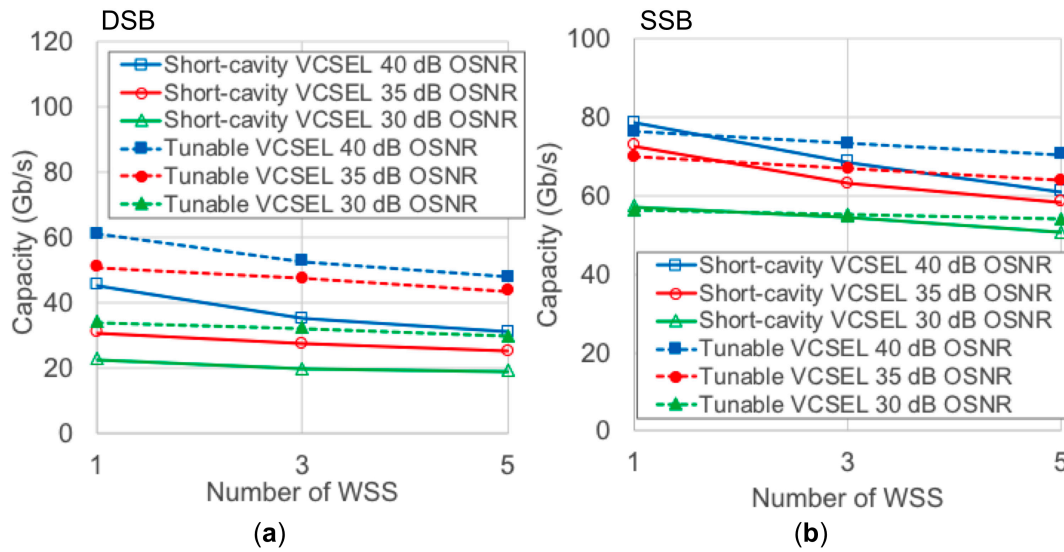 DSB
120
100
80
60
40
20
0
Capacity (Gb/s)
Short-cavity VCSEL 40 dB OSNR
Short-cavity VCSEL 35 dB OSNR
Short-cavity VCSEL 30 dB OSNR
Tunable VCSEL 40 dB OSNR
Tunable VCSEL 35 dB OSNR
Tunable VCSEL 30 dB OSNR
1 3 5
Number of WSS
(a)
SSB
100
80
60
40
20
0
Capacity (Gb/s)
Short-cavity VCSEL 40 dB OSNR
Short-cavity VCSEL 35 dB OSNR
Short-cavity VCSEL 30 dB OSNR
Tunable VCSEL 40 dB OSNR
Tunable VCSEL 35 dB OSNR
Tunable VCSEL 30 dB OSNR
1 3 5
Number of WSS
(b)